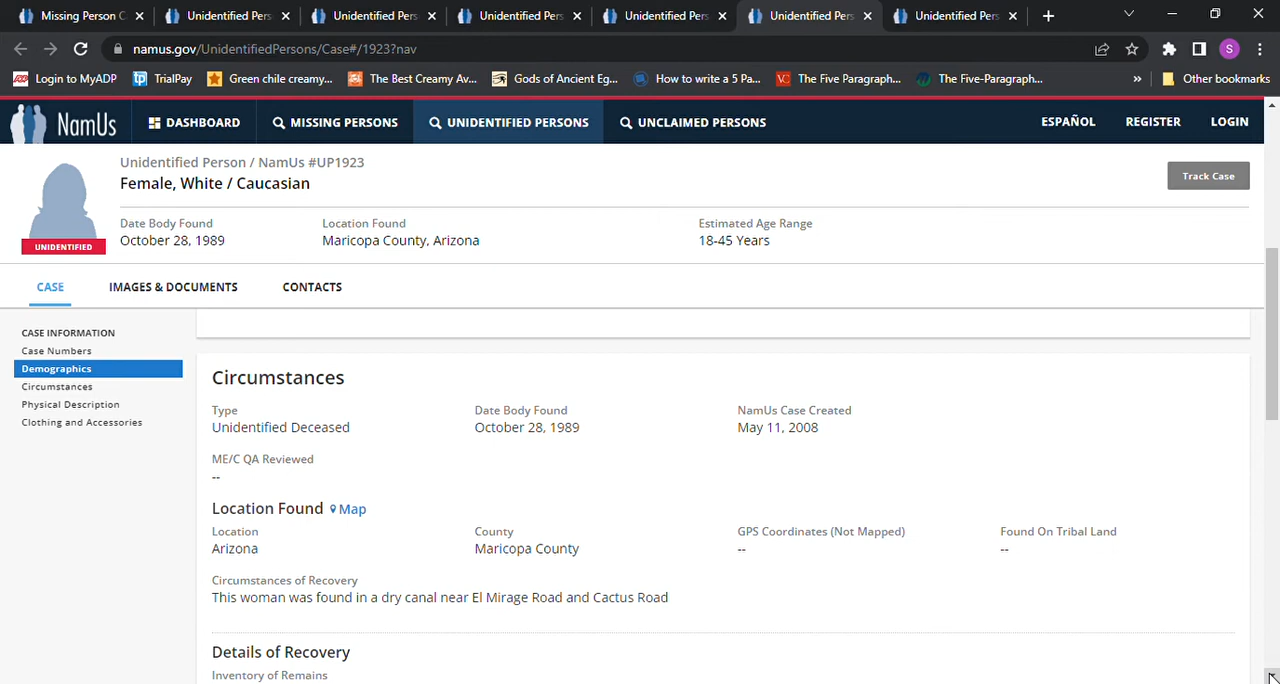 Missing Person C
Unidentified Pers
Unidentified Pers
Unidentified Pers
Unidentified Pers
Unidentified Pers
Unidentified Pers
namus.gov/UnidentifiedPersons/Case#/1923?nav
S
Login to MyADP
tp TrialPay
Green chile creamy...
The Best Creamy Av...
Gods of Ancient Eg...
How to write a 5 Pa...
VC The Five Paragraph...
The Five-Paragraph...
» Other bookmarks
NamUs
DASHBOARD
MISSING PERSONS
UNIDENTIFIED PERSONS
UNCLAIMED PERSONS
ESPAÑOL
REGISTER
LOGIN
Unidentified Person / NamUs #UP1923
Female, White / Caucasian
Track Case
UNIDENTIFIED
Date Body Found
October 28, 1989
Location Found
Maricopa County, Arizona
Estimated Age Range
18-45 Years
CASE
IMAGES & DOCUMENTS
CONTACTS
CASE INFORMATION
Case Numbers
Demographics
Circumstances
Physical Description
Clothing and Accessories
Circumstances
Type
Unidentified Deceased
Date Body Found
October 28, 1989
NamUs Case Created
May 11, 2008
ME/C QA Reviewed
--
Location Found Map
Location
Arizona
County
Maricopa County
GPS Coordinates (Not Mapped)
--
Found On Tribal Land
--
Circumstances of Recovery
This woman was found in a dry canal near El Mirage Road and Cactus Road
Details of Recovery
Inventory of Remains